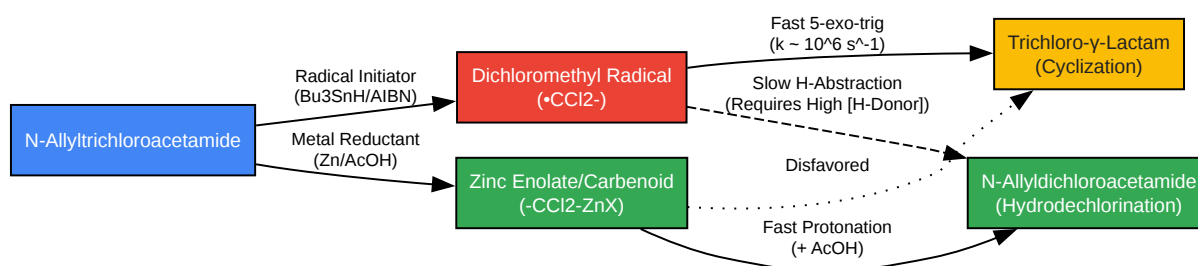 N-Allyltrichloroacetamide
Radical Initiator
(Bu3SnH/AIBN)
Metal Reductant
(Zn/AcOH)
Dichloromethyl Radical
(•CCl2-)
Zinc Enolate/Carbenoid
(-CCl2-ZnX)
Fast 5-exo-trig
(k ~ 10^6 s^-1)
Slow H-Abstraction
(Requires High [H-Donor])
Disfavored
Fast Protonation
(+ AcOH)
Trichloro-γ-Lactam
(Cyclization)
N-Allyldichloroacetamide
(Hydrodechlorination)